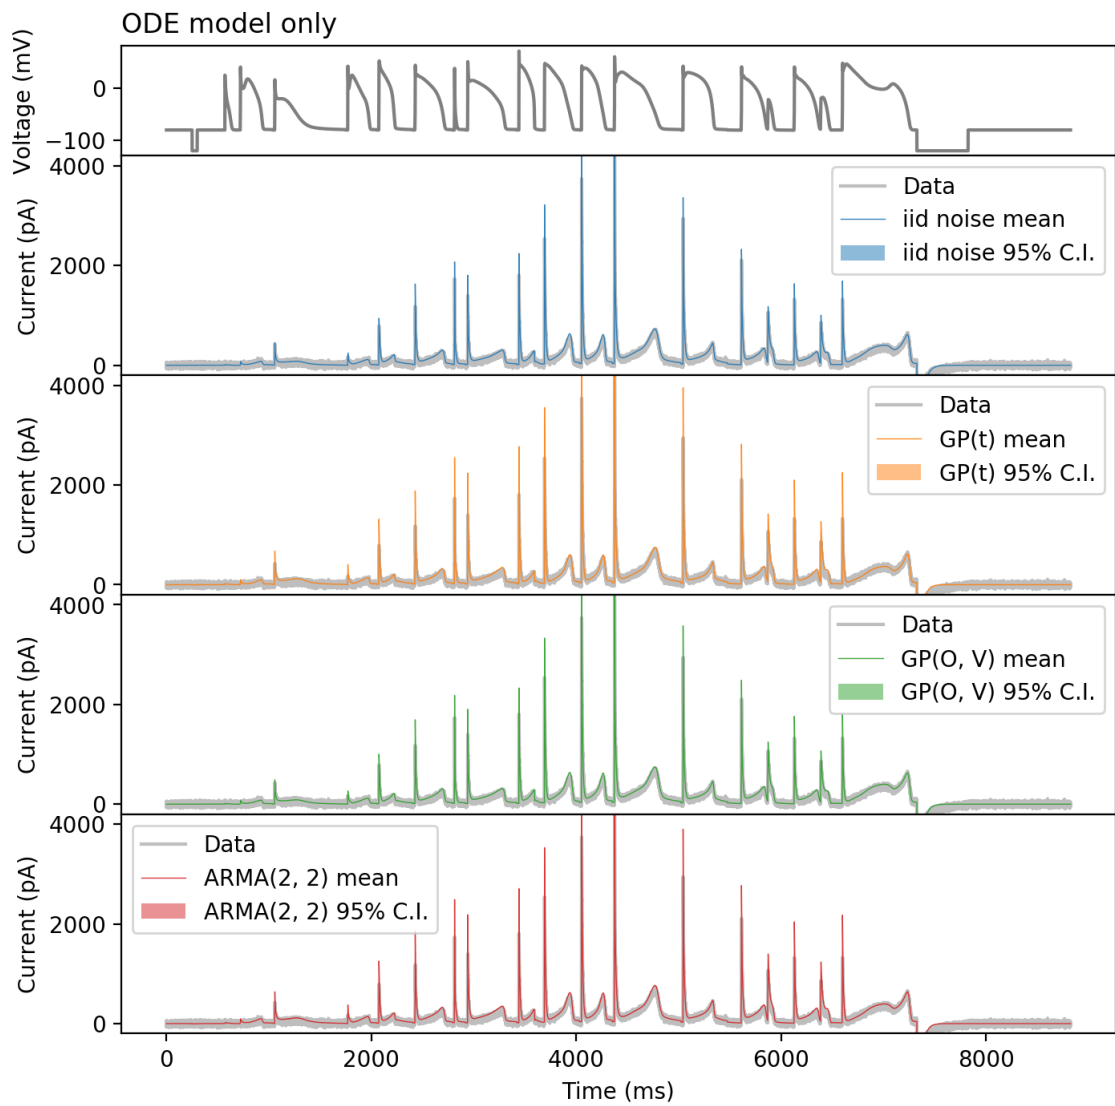 ODE model only
Voltage (mV)
0
−100
Current (pA)
4000
2000
0
Data
iid noise mean
iid noise 95% C.I.
Current (pA)
4000
2000
0
Data
GP(t) mean
GP(t) 95% C.I.
Current (pA)
4000
2000
0
Data
GP(O, V) mean
GP(O, V) 95% C.I.
Current (pA)
4000
2000
0
Data
ARMA(2, 2) mean
ARMA(2, 2) 95% C.I.
0 2000 4000 6000 8000
Time (ms)